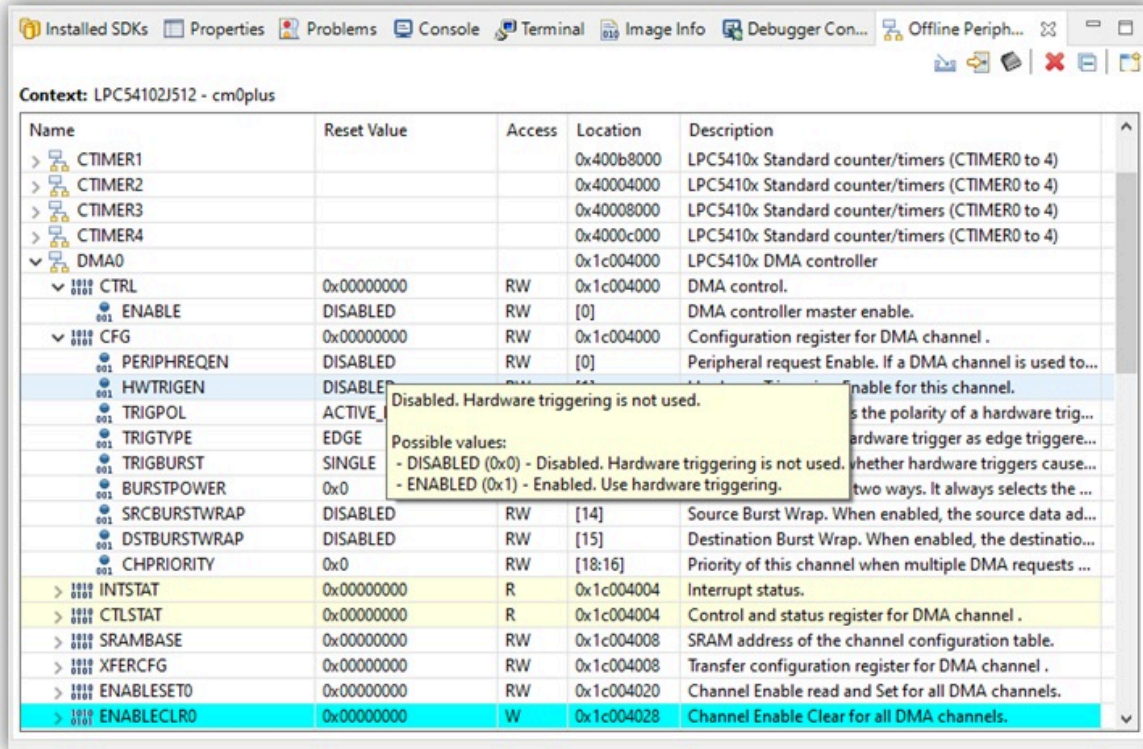 Installed SDKs Properties Problems Console Terminal Image Info Debugger Con... Offline Periph...
Context: LPC54102J512 - cm0plus
Name Reset Value Access Location Description
CTIMER1 0x400b8000 LPC5410x Standard counter/timers (CTIMER0 to 4)
CTIMER2 0x40004000 LPC5410x Standard counter/timers (CTIMER0 to 4)
CTIMER3 0x40008000 LPC5410x Standard counter/timers (CTIMER0 to 4)
CTIMER4 0x4000c000 LPC5410x Standard counter/timers (CTIMER0 to 4)
DMA0 0x1c004000 LPC5410x DMA controller
CTRL 0x00000000 RW 0x1c004000 DMA control.
ENABLE DISABLED RW [0] DMA controller master enable.
CFG 0x00000000 RW 0x1c004000 Configuration register for DMA channel .
PERIPHREQEN DISABLED RW [0] Peripheral request Enable. If a DMA channel is used to...
HWTRIGEN DISABLED Enable for this channel.
Disabled. Hardware triggering is not used.
TRIGPOL ACTIVE_ s the polarity of a hardware trig...
Possible values:
TRIGTYPE EDGE ardware trigger as edge triggere...
- DISABLED (0x0) - Disabled. Hardware triggering is not used.
TRIGBURST SINGLE whether hardware triggers cause...
- ENABLED (0x1) - Enabled. Use hardware triggering.
BURSTPOWER 0x0 two ways. It always selects the ...
SRCBURSTWRAP DISABLED RW [14] Source Burst Wrap. When enabled, the source data ad...
DSTBURSTWRAP DISABLED RW [15] Destination Burst Wrap. When enabled, the destinatio...
CHPRIORITY 0x0 RW [18:16] Priority of this channel when multiple DMA requests ...
INTSTAT 0x00000000 R 0x1c004004 Interrupt status.
CTLSTAT 0x00000000 R 0x1c004004 Control and status register for DMA channel .
SRAMBASE 0x00000000 RW 0x1c004008 SRAM address of the channel configuration table.
XFERCFG 0x00000000 RW 0x1c004008 Transfer configuration register for DMA channel .
ENABLESET0 0x00000000 RW 0x1c004020 Channel Enable read and Set for all DMA channels.
ENABLECLR0 0x00000000 W 0x1c004028 Channel Enable Clear for all DMA channels.